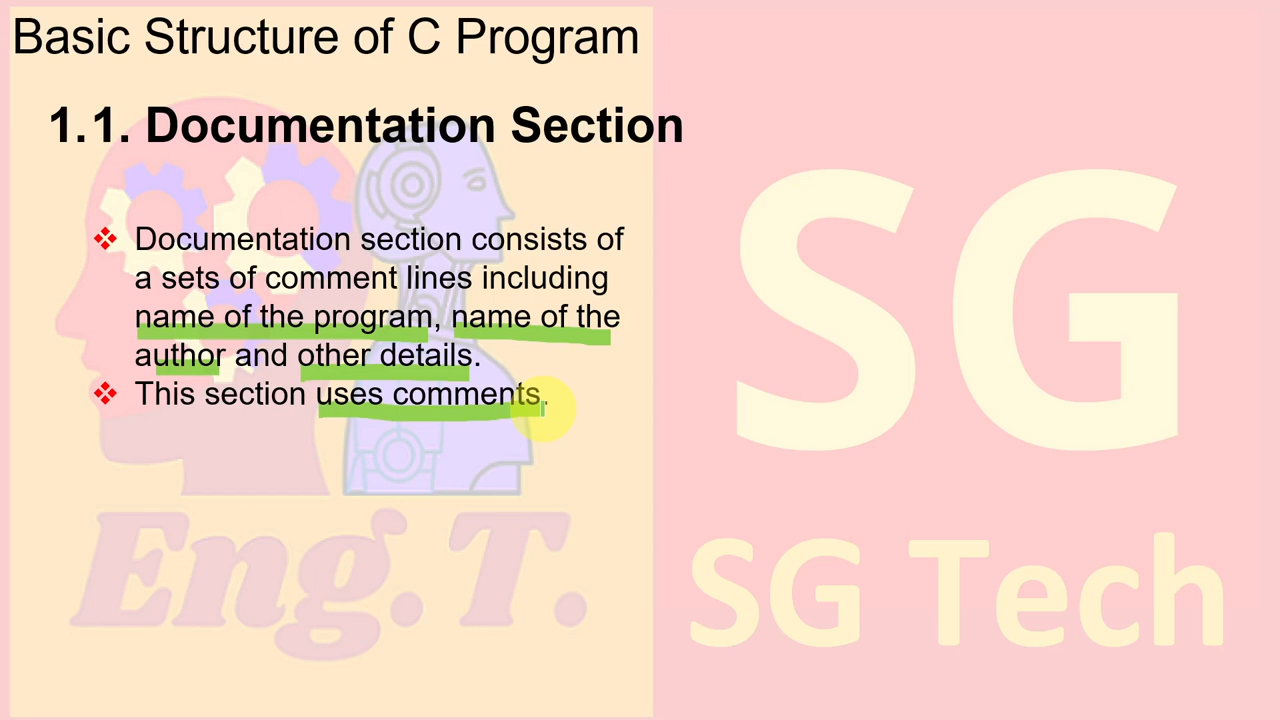 Basic Structure of C Program
1.1. Documentation Section
Documentation section consists of
a sets of comment lines including
name of the program, name of the
author and other details.
This section uses comments.
Eng.T.
SG
SG Tech